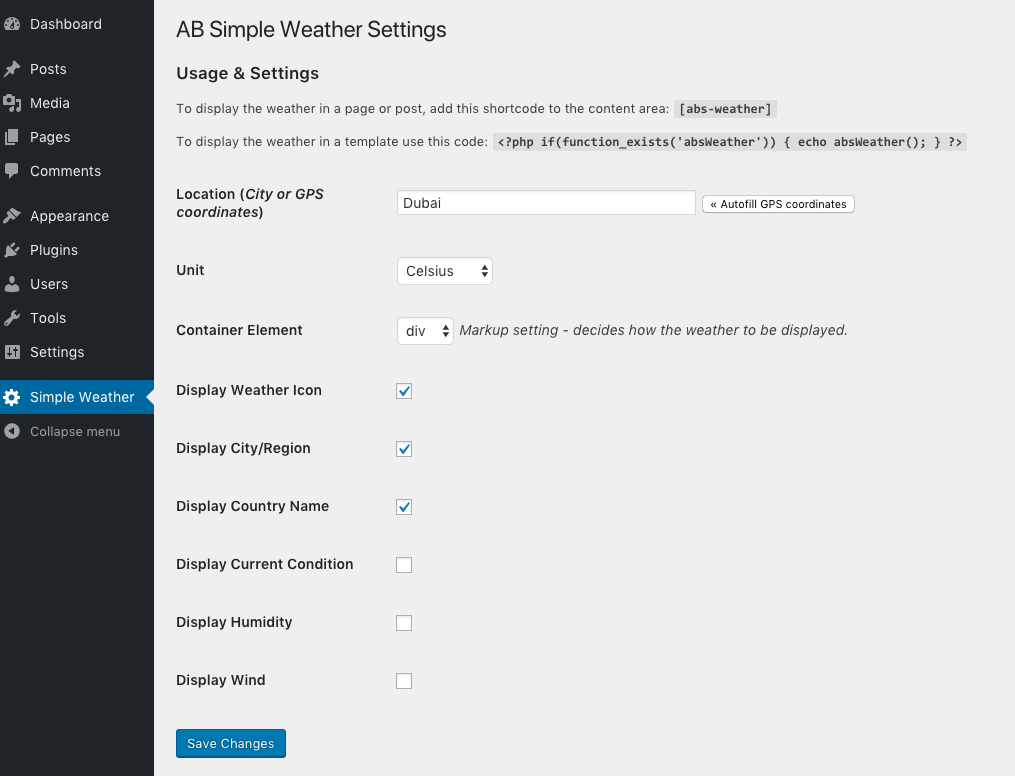 Dashboard
Posts
Media
Pages
Comments
Appearance
Plugins
Users
Tools
Settings
Simple Weather
Collapse menu
AB Simple Weather Settings
Usage & Settings
To display the weather in a page or post, add this shortcode to the content area: [abs-weather]
To display the weather in a template use this code: <?php if(function_exists('absWeather')) { echo absWeather(); } ?>
Location (City or GPS
coordinates)
Dubai
« Autofill GPS coordinates
Unit
Celsius
Container Element
div
Markup setting - decides how the weather to be displayed.
Display Weather Icon
Display City/Region
Display Country Name
Display Current Condition
Display Humidity
Display Wind
Save Changes